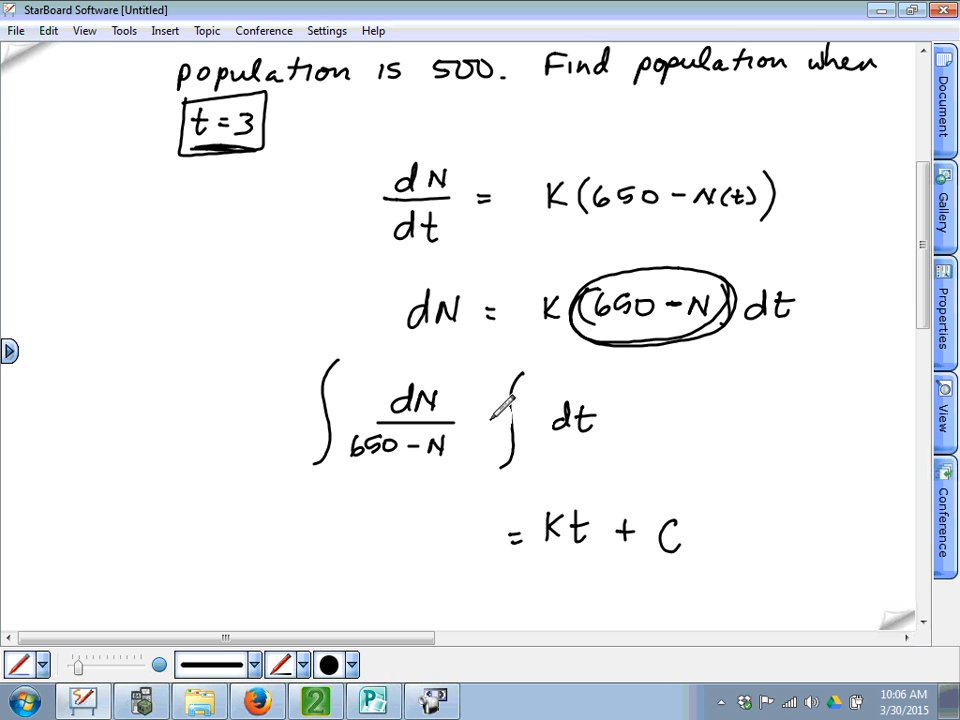 StarBoard Software [Untitled]
File Edit View Tools Insert Topic Conference Settings Help
population is 500. Find population when
t = 3
dN/dt = K(650 - N(t))
dN = K(650 - N) dt
∫ dN/(650 - N) ∫ dt
= Kt + C
Document
Gallery
Properties
View
Conference
10:06 AM
3/30/2015